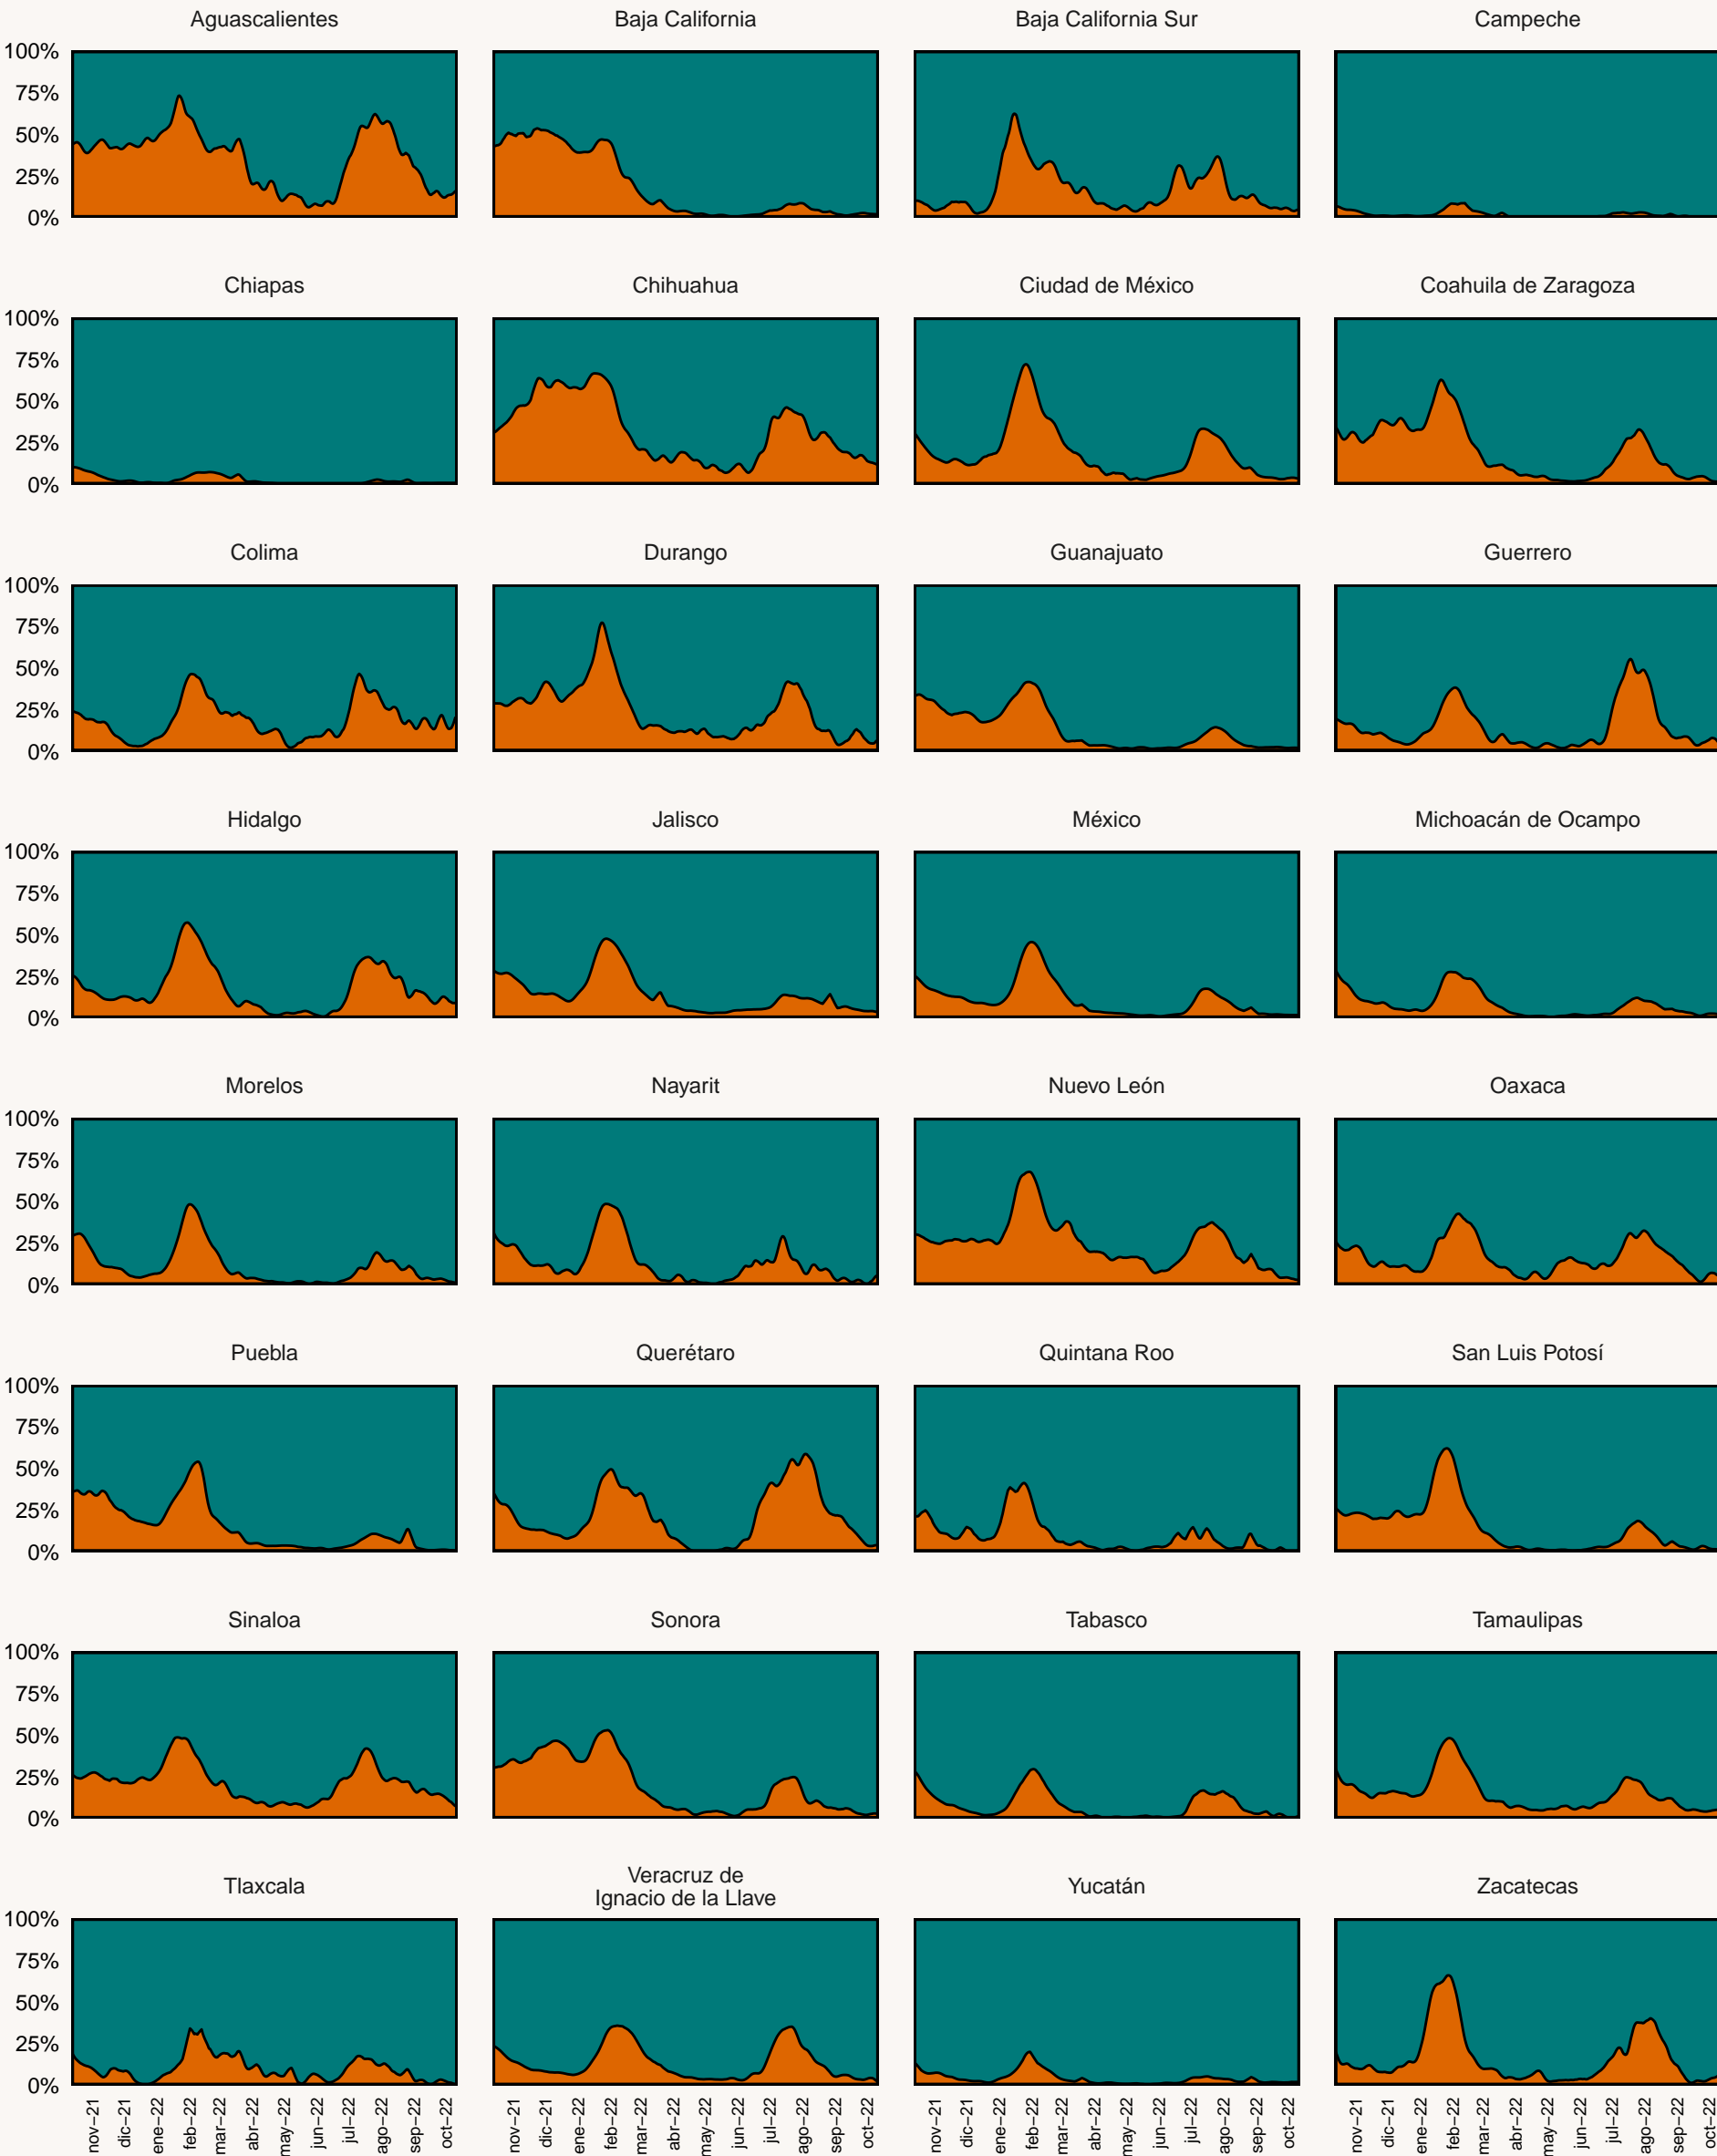 Aguascalientes
Baja California
Baja California Sur
Campeche
100%
75%
50%
25%
0%
Chiapas
Chihuahua
Ciudad de México
Coahuila de Zaragoza
100%
75%
50%
25%
0%
Colima
Durango
Guanajuato
Guerrero
100%
75%
50%
25%
0%
Hidalgo
Jalisco
México
Michoacán de Ocampo
100%
75%
50%
25%
0%
Morelos
Nayarit
Nuevo León
Oaxaca
100%
75%
50%
25%
0%
Puebla
Querétaro
Quintana Roo
San Luis Potosí
100%
75%
50%
25%
0%
Sinaloa
Sonora
Tabasco
Tamaulipas
100%
75%
50%
25%
0%
Tlaxcala
Veracruz de
Ignacio de la Llave
Yucatán
Zacatecas
100%
75%
50%
25%
0%
nov−21
dic−21
ene−22
feb−22
mar−22
abr−22
may−22
jun−22
jul−22
ago−22
sep−22
oct−22
nov−21
dic−21
ene−22
feb−22
mar−22
abr−22
may−22
jun−22
jul−22
ago−22
sep−22
oct−22
nov−21
dic−21
ene−22
feb−22
mar−22
abr−22
may−22
jun−22
jul−22
ago−22
sep−22
oct−22
nov−21
dic−21
ene−22
feb−22
mar−22
abr−22
may−22
jun−22
jul−22
ago−22
sep−22
oct−22